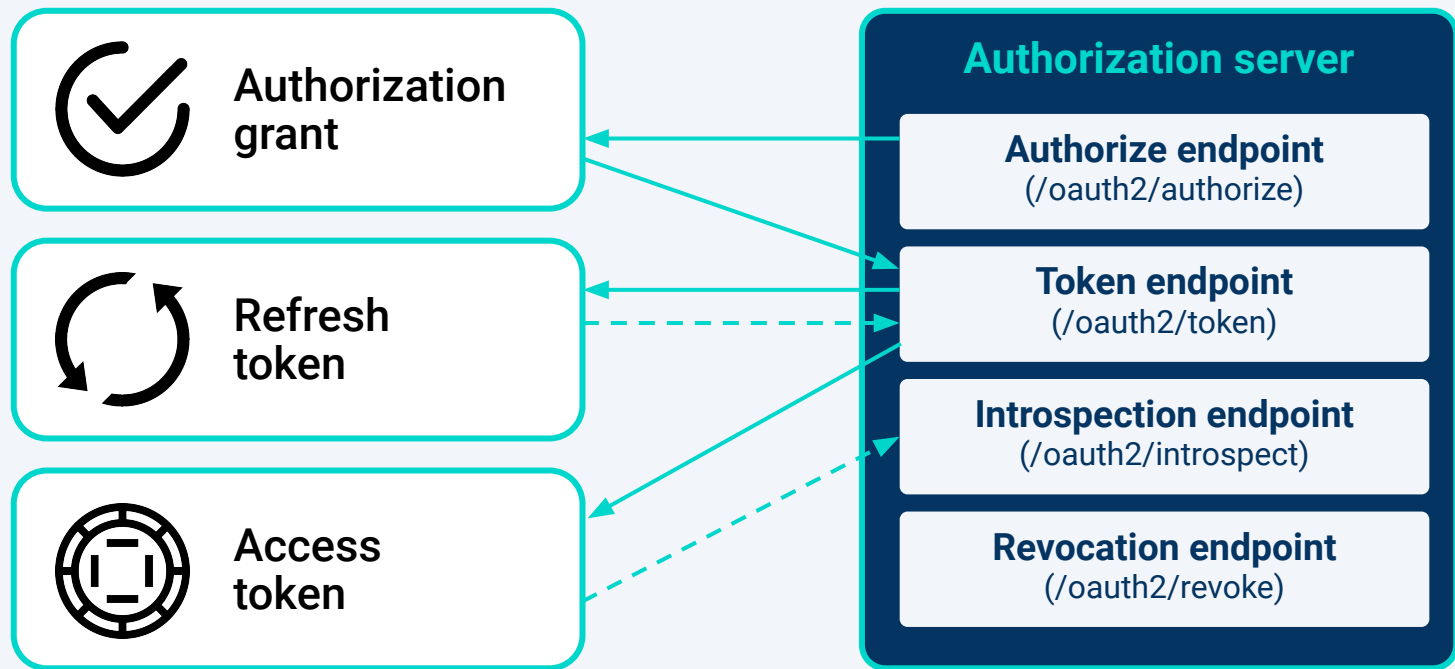 Authorization
grant
Refresh
token
Access
token
Authorization server
Authorize endpoint
(/oauth2/authorize)
Token endpoint
(/oauth2/token)
Introspection endpoint
(/oauth2/introspect)
Revocation endpoint
(/oauth2/revoke)